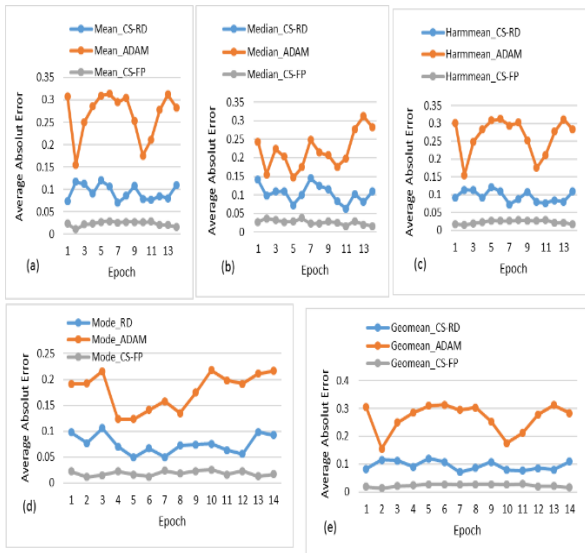 Mean_CS-RD
Mean_ADAM
Mean_CS-FP
Average Absolut Error
0.35
0.3
0.25
0.2
0.15
0.1
0.05
0
1 3 5 7 9 11 13
Epoch
(a)
Median_CS-RD
Median_ADAM
Median_CS-FP
Average Absolut Error
0.35
0.3
0.25
0.2
0.15
0.1
0.05
0
1 3 5 7 9 11 13
Epoch
(b)
Harmmean_CS-RD
Harmmean_ADAM
Harmmean_CS-FP
Average Absolut Error
0.35
0.3
0.25
0.2
0.15
0.1
0.05
0
1 3 5 7 9 11 13
Epoch
(c)
Mode_RD
Mode_ADAM
Mode_CS-FP
Average Absolut Error
0.25
0.2
0.15
0.1
0.05
0
1 2 3 4 5 6 7 8 9 10 11 12 13 14
Epoch
(d)
Geomean_CS-RD
Geomean_ADAM
Geomean_CS-FP
Average Absolut Error
0.4
0.3
0.2
0.1
0
1 2 3 4 5 6 7 8 9 10 11 12 13 14
Epoch
(e)